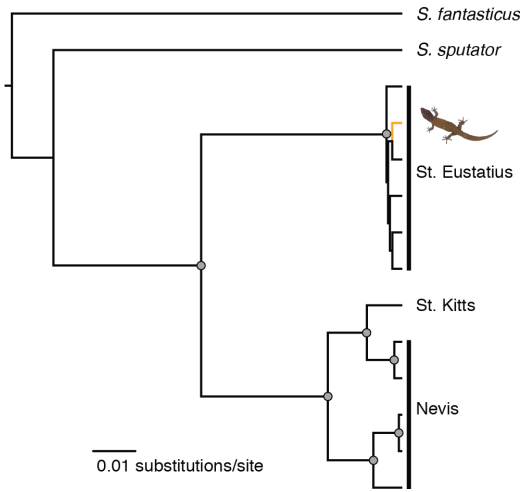 S. fantasticus
S. sputator
St. Eustatius
St. Kitts
Nevis
0.01 substitutions/site